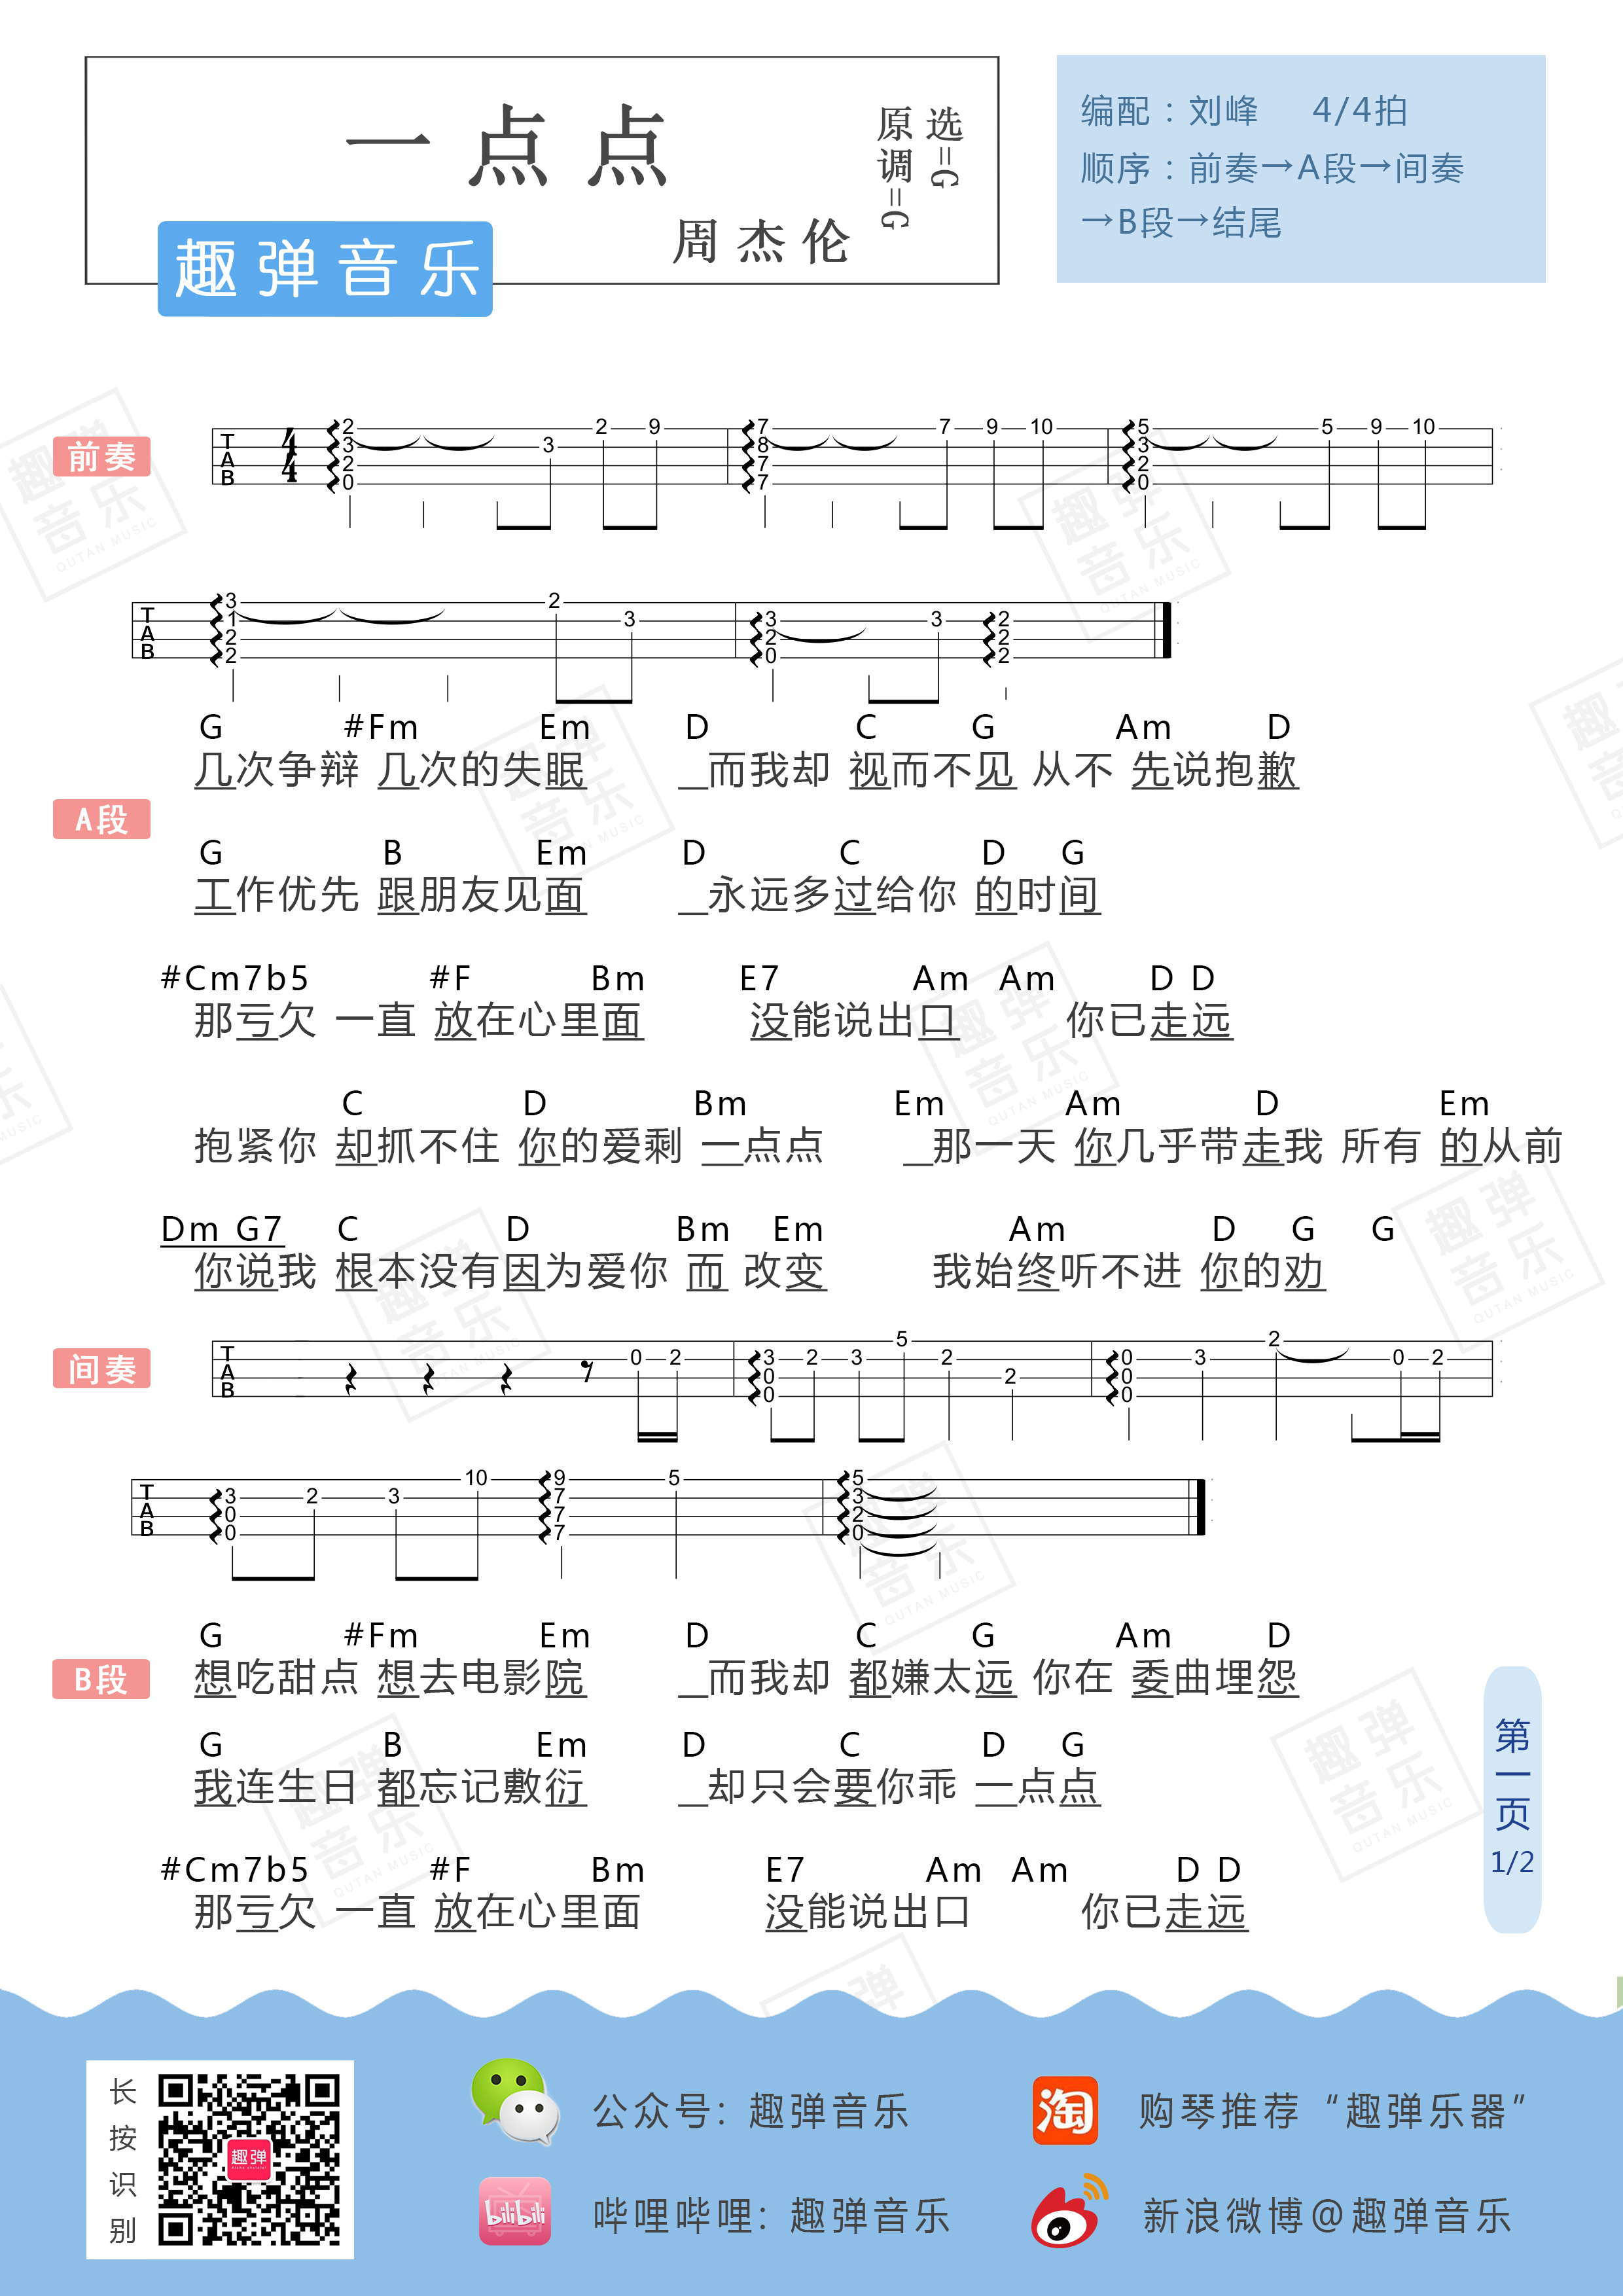 一点点
周杰伦
原调=G
选=G
趣弹音乐
编配：刘峰 4/4拍
顺序：前奏→A段→间奏
→B段→结尾
前奏
T A B 4/4 2 3 2 0 3 2 9 7 8 7 7 7 9 10 5 3 2 0 5 9 10
T A B 3 1 2 2 2 3 3 2 0 3 2 2 2
G #Fm Em D C G Am D
几次争辩 几次的失眠 _而我却 视而不见 从不 先说抱歉
A段
G B Em D C D G
工作优先 跟朋友见面 _永远多过给你 的时间
#Cm7b5 #F Bm E7 Am Am D D
那亏欠 一直 放在心里面 没能说出口 你已走远
C D Bm Em Am D Em
抱紧你 却抓不住 你的爱剩 一点点 _那一天 你几乎带走我 所有 的从前
Dm G7 C D Bm Em Am D G G
你说我 根本没有因为爱你 而 改变 我始终听不进 你的劝
间奏
T A B 0 2 3 0 0 2 3 5 2 2 0 0 0 3 2 0 2
T A B 3 0 0 2 3 10 9 7 7 7 5 5 3 2 0
G #Fm Em D C G Am D
B段
想吃甜点 想去电影院 _而我却 都嫌太远 你在 委曲埋怨
G B Em D C D G
我连生日 都忘记敷衍 _却只会要你乖 一点点
#Cm7b5 #F Bm E7 Am Am D D
那亏欠 一直 放在心里面 没能说出口 你已走远
第一页
1/2
长按识别
趣弹
公众号：趣弹音乐
淘
购琴推荐“趣弹乐器”
bilibili
哔哩哔哩：趣弹音乐
新浪微博@趣弹音乐
趣弹音乐
QUTAN MUSIC